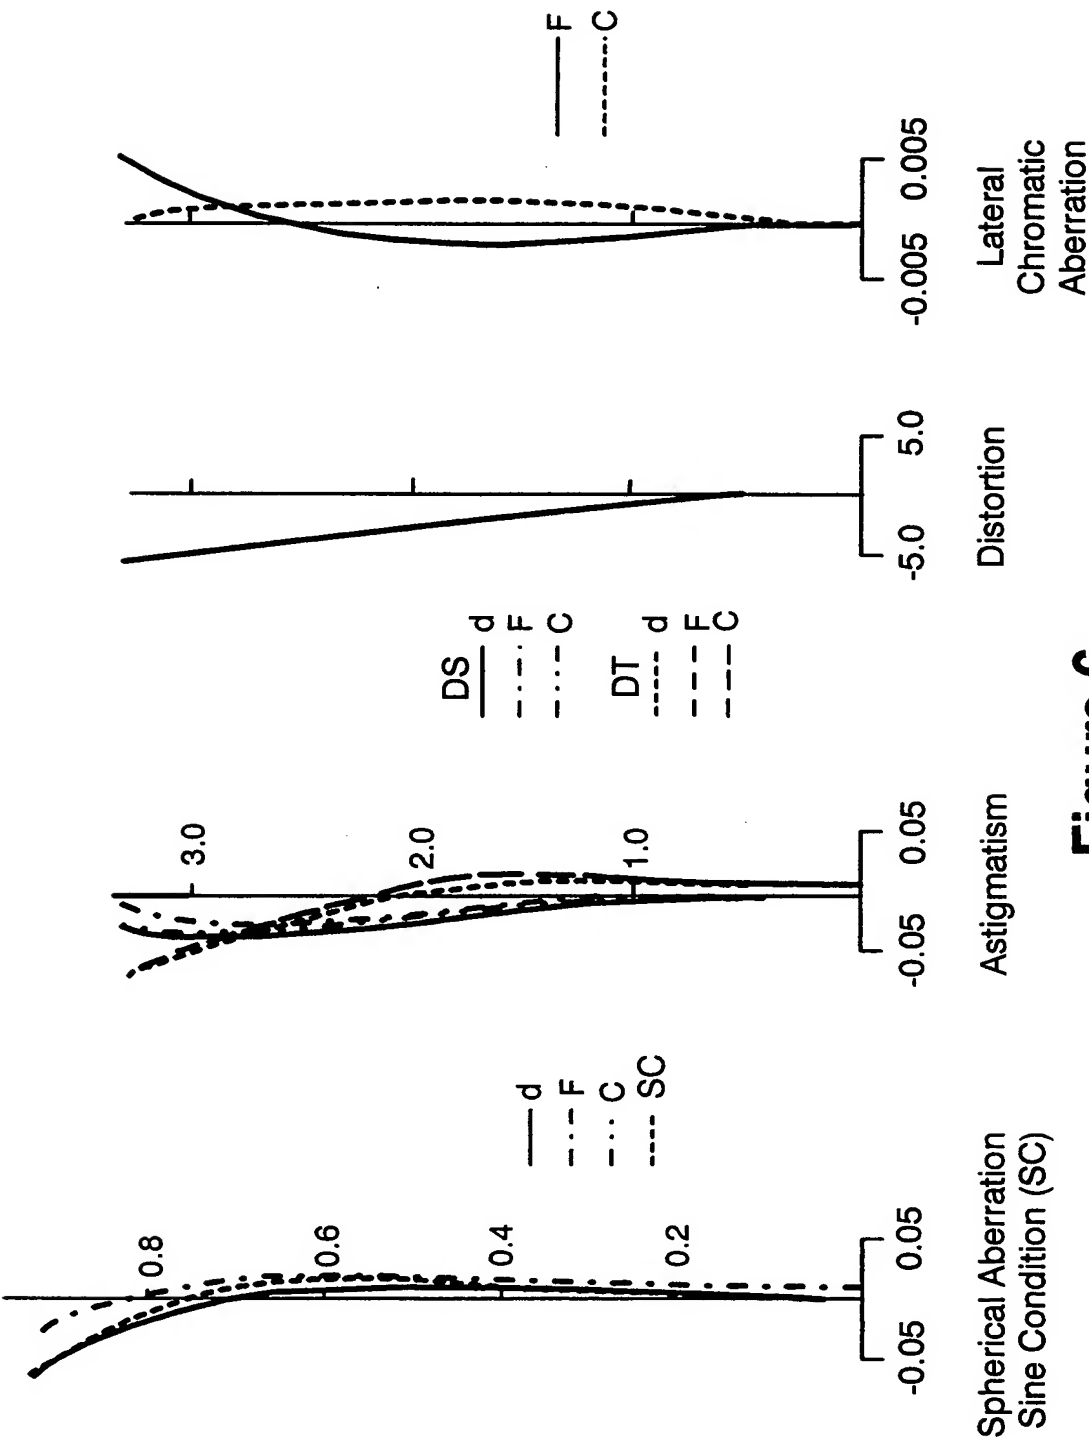 0.8
0.6
0.4
0.2
d
F
C
SC
-0.05
0.05
Spherical Aberration
Sine Condition (SC)
3.0
2.0
1.0
-0.05
0.05
Astigmatism
DS
d
F
C
DT
d
F
C
-5.0
5.0
Distortion
F
C
-0.005
0.005
Lateral
Chromatic
Aberration
Figure